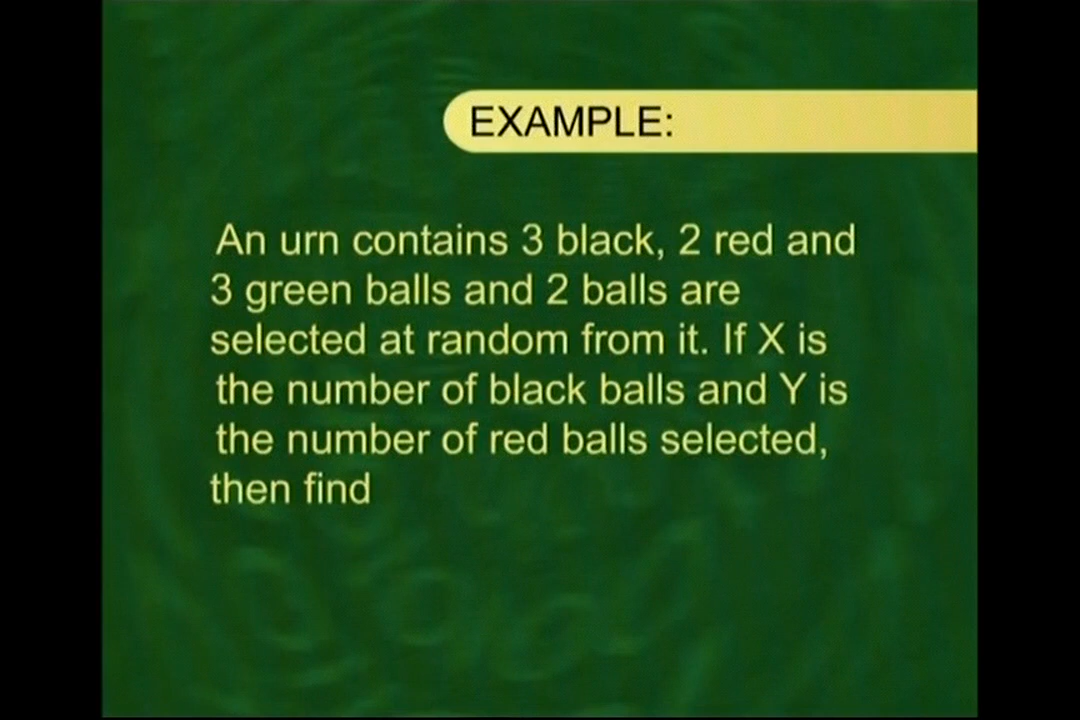 EXAMPLE:
An urn contains 3 black, 2 red and
3 green balls and 2 balls are
selected at random from it. If X is
the number of black balls and Y is
the number of red balls selected,
then find